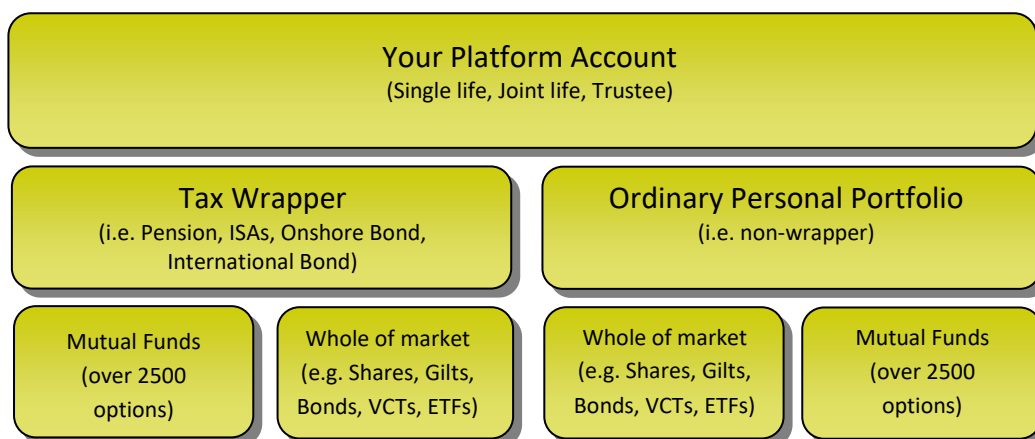 Your Platform Account
(Single life, Joint life, Trustee)
Tax Wrapper
(i.e. Pension, ISAs, Onshore Bond,
International Bond)
Ordinary Personal Portfolio
(i.e. non-wrapper)
Mutual Funds
(over 2500
options)
Whole of market
(e.g. Shares, Gilts,
Bonds, VCTs, ETFs)
Whole of market
(e.g. Shares, Gilts,
Bonds, VCTs, ETFs)
Mutual Funds
(over 2500
options)